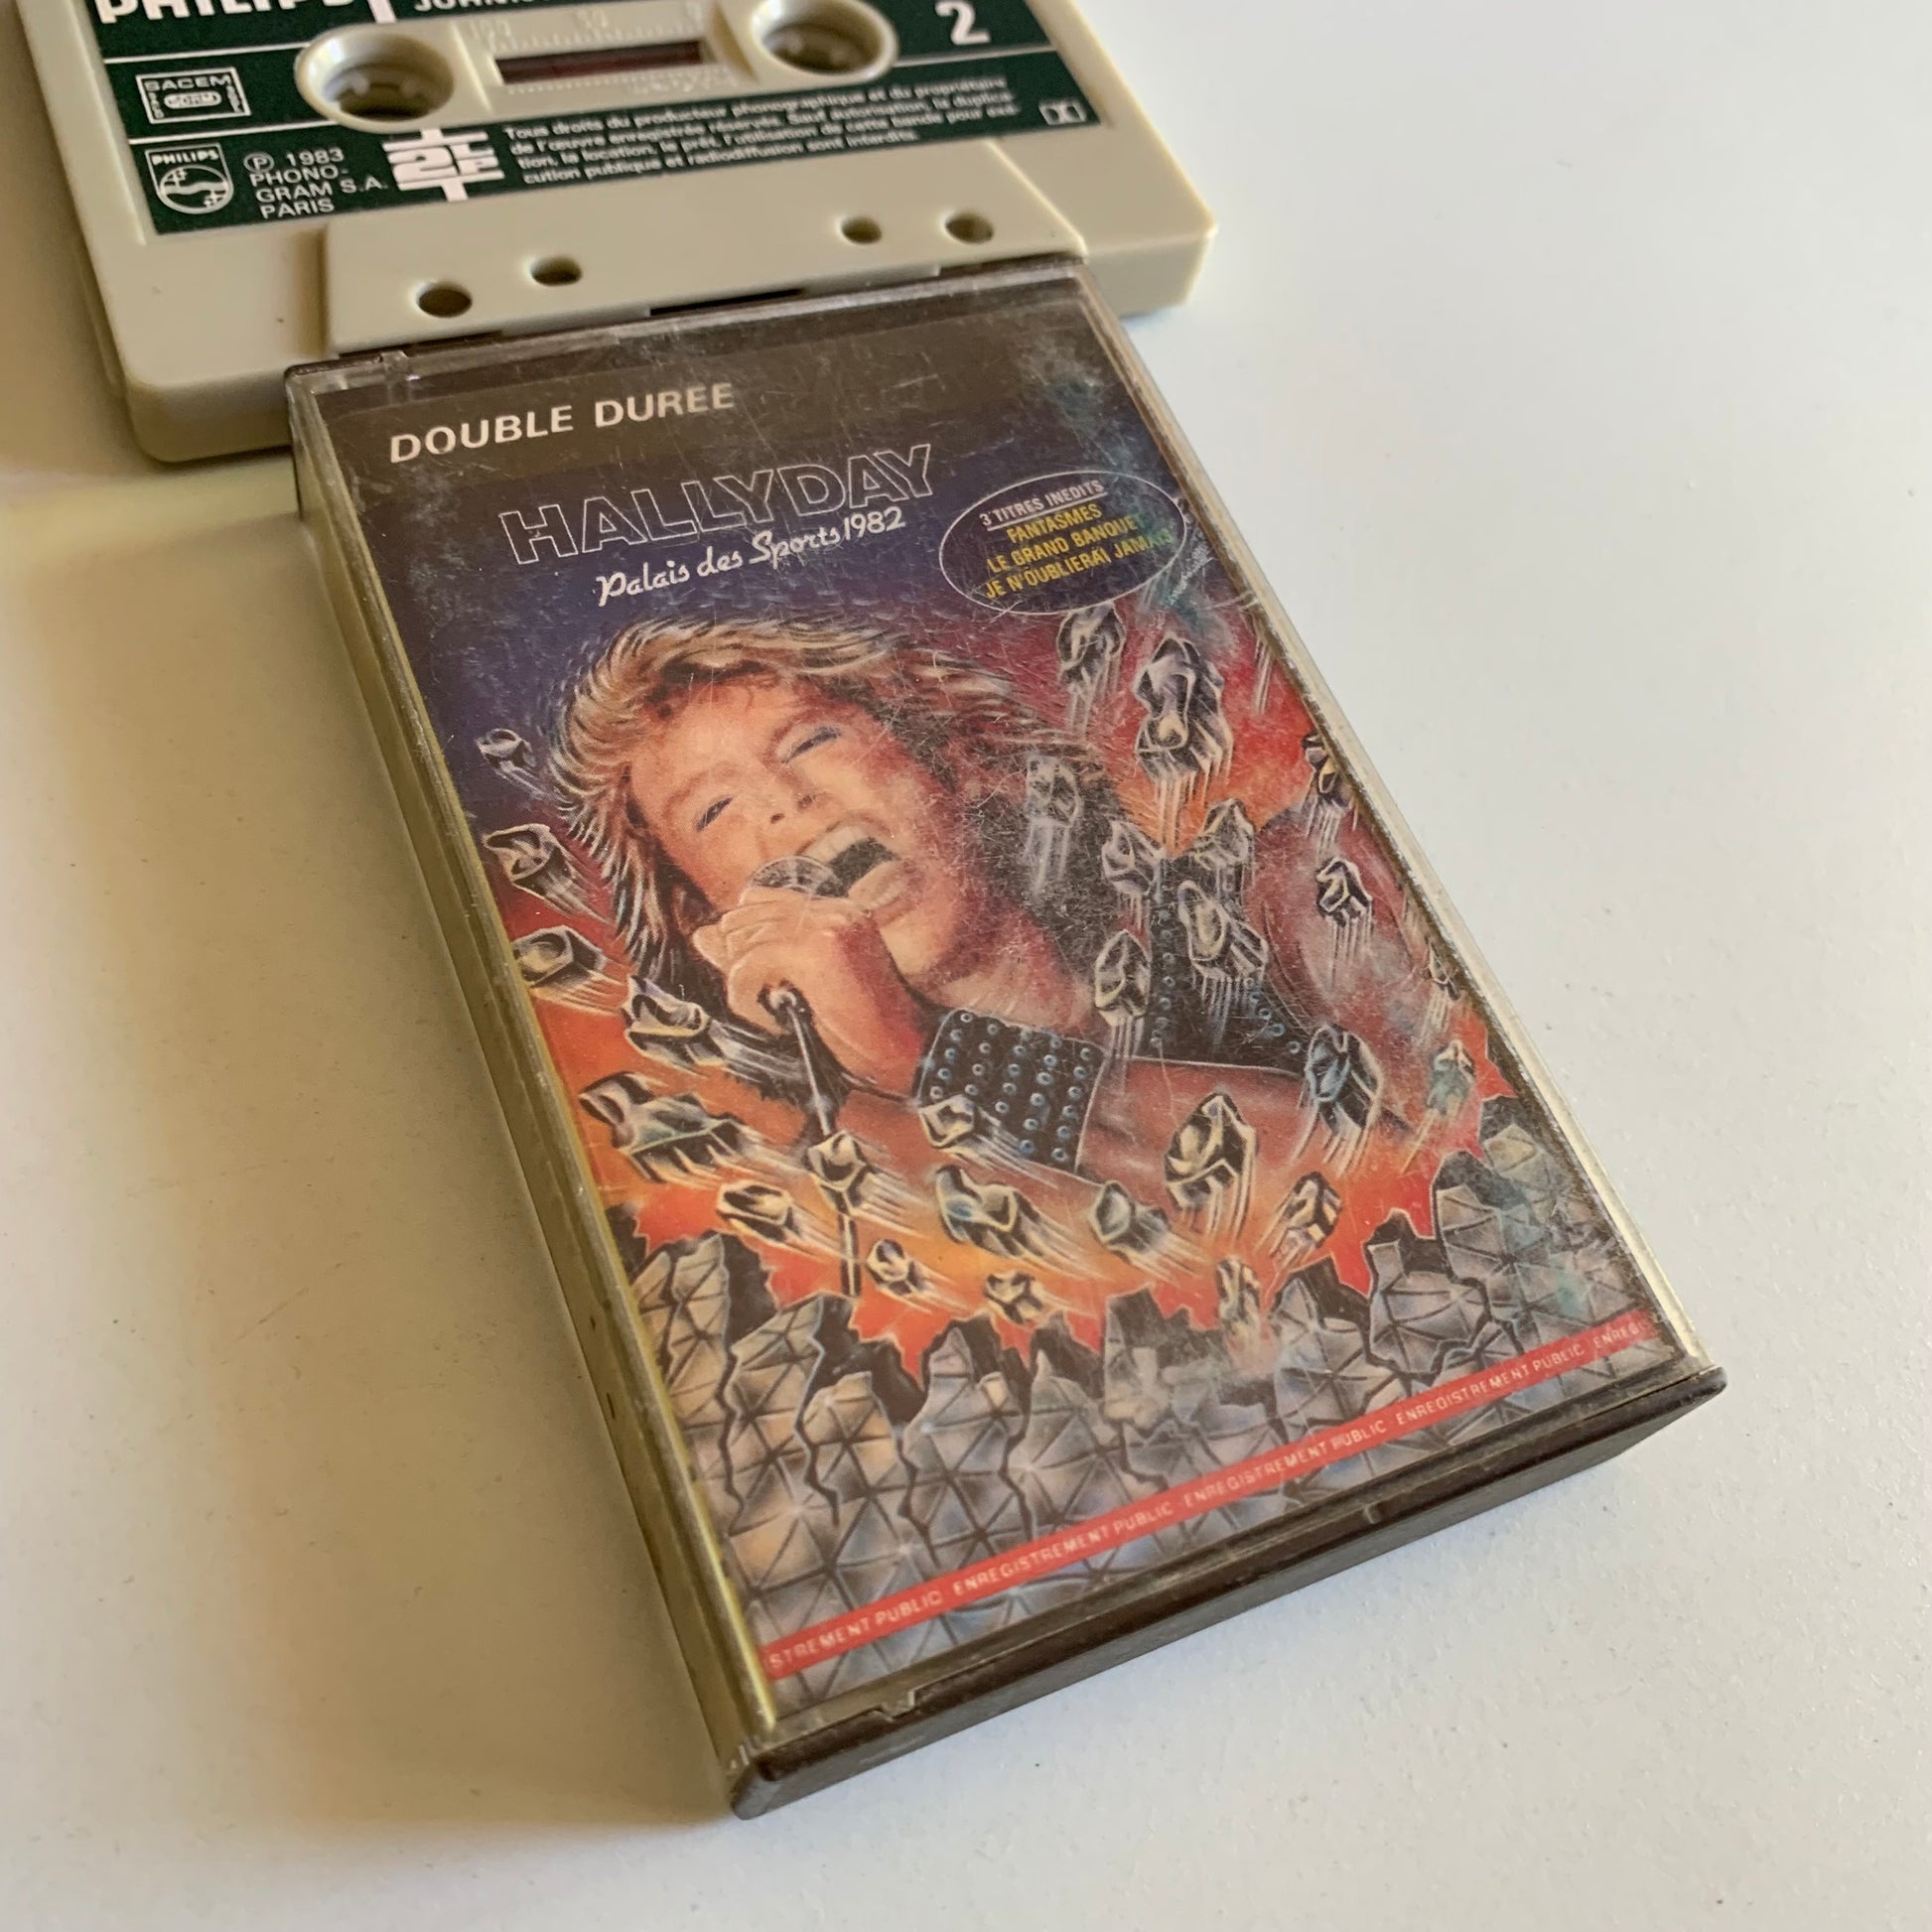 PHILIPS
2
SACEM
PHILIPS
℗ 1983
PHONO-
GRAM S.A.
PARIS
Tous droits du producteur phonographique et du propriétaire
de l'œuvre enregistrée réservés. Sauf autorisation, la duplica-
tion, la location, le prêt, l'utilisation de cette bande pour exé-
cution publique et radiodiffusion sont interdits.
DOUBLE DUREE
HALLYDAY
Palais des Sports 1982
3 TITRES INEDITS
FANTASMES
LE GRAND BANQUE
JE N'OUBLIERAI JAMAIS
STREMENT PUBLIC · ENREGISTREMENT PUBLIC · ENREGISTREMENT PUBLIC · ENREGISTREMENT PUBLIC · ENREGI